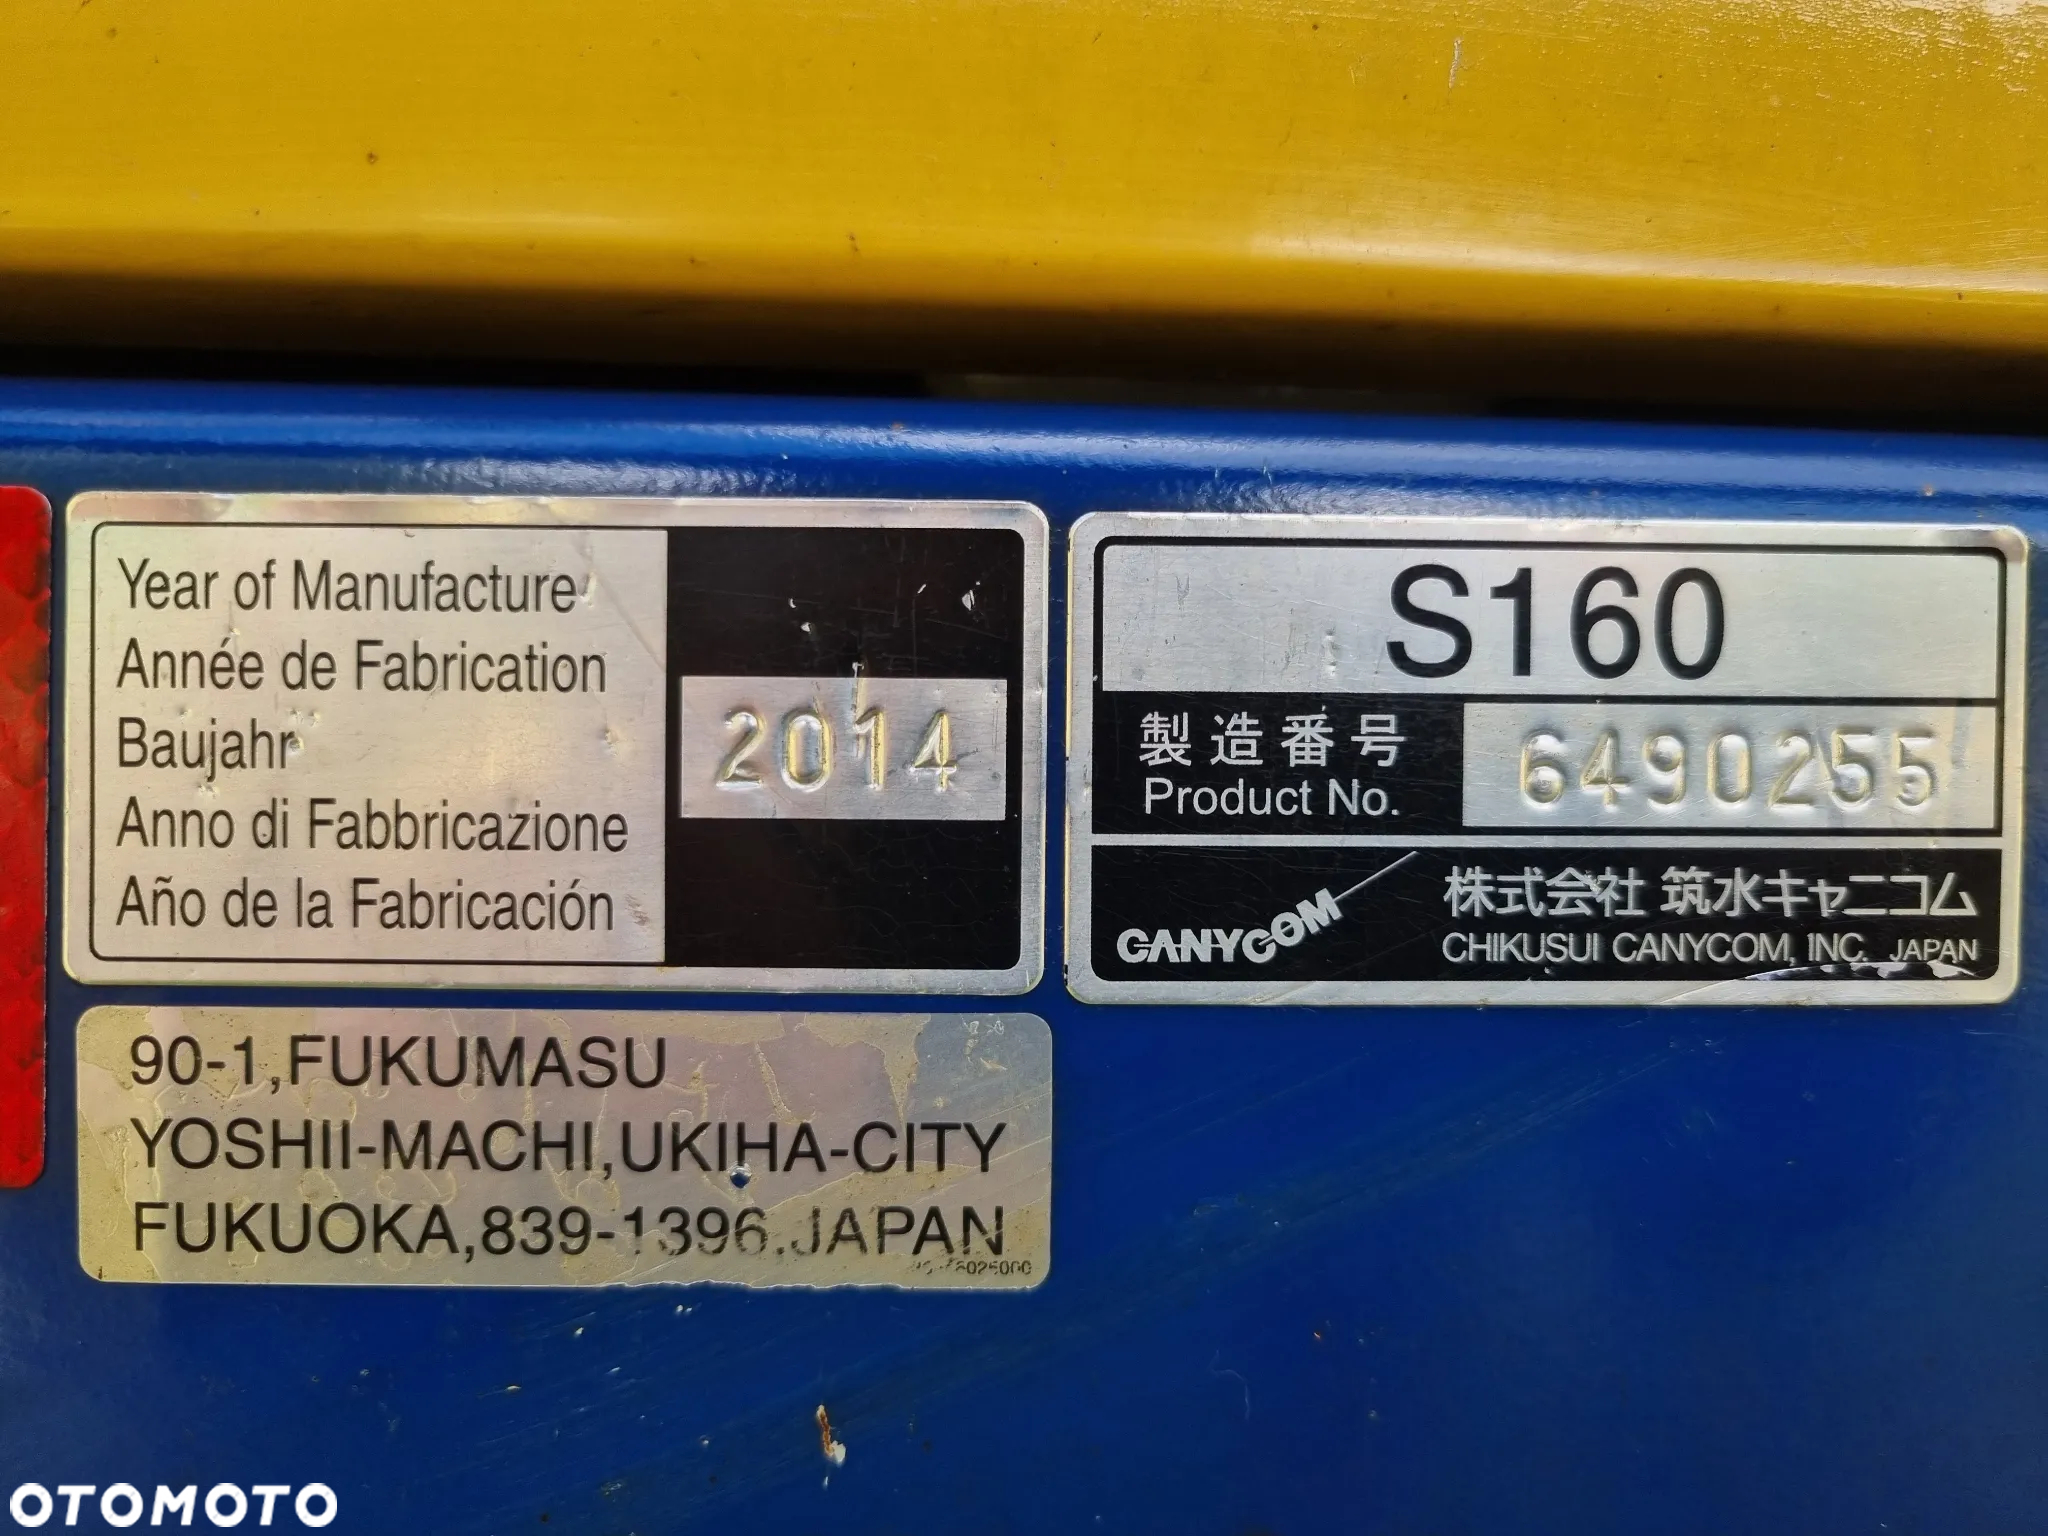 Year of Manufacture
Année de Fabrication
Baujahr
Anno di Fabbricazione
Año de la Fabricación
2014
S160
製造番号
Product No.
6490255
CANYCOM
株式会社 筑水キャニコム
CHIKUSUI CANYCOM, INC. JAPAN
90-1,FUKUMASU
YOSHII-MACHI,UKIHA-CITY
FUKUOKA,839-1396.JAPAN
OTOMOTO